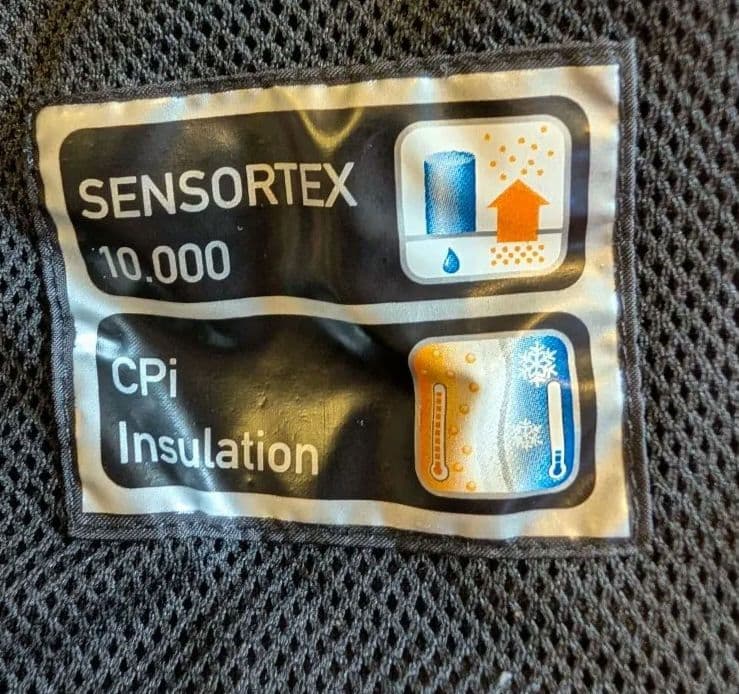 SENSORTEX
10.000
CPi
Insulation